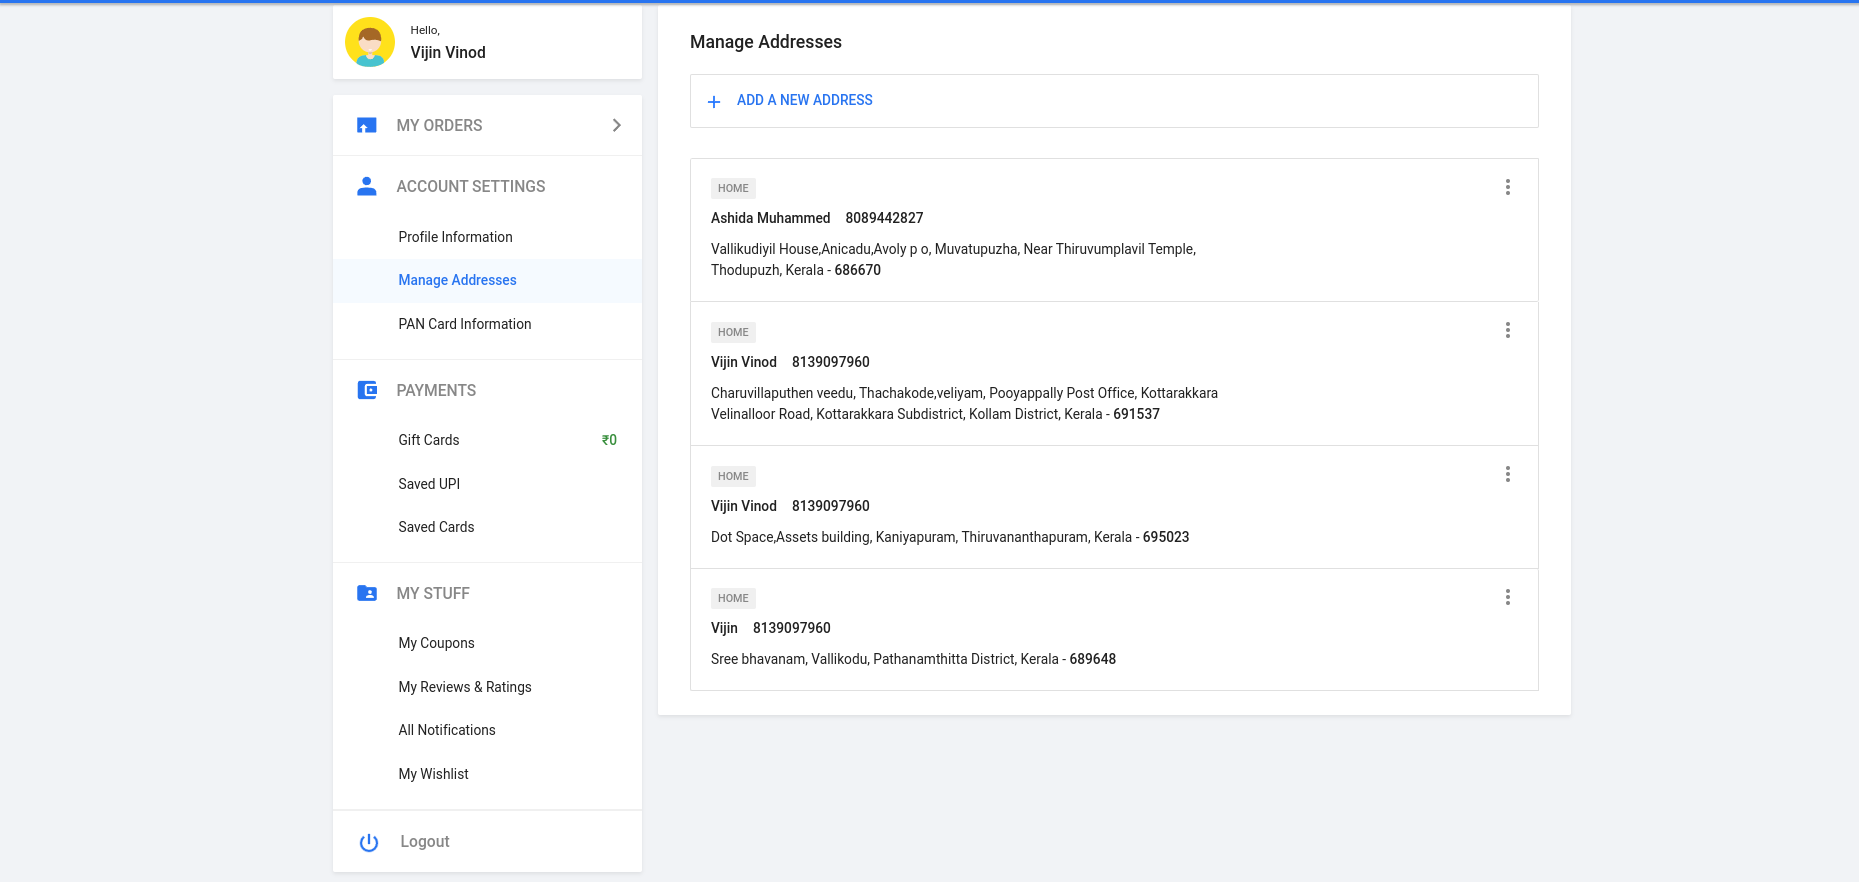 Hello,
Vijin Vinod
MY ORDERS
ACCOUNT SETTINGS
Profile Information
Manage Addresses
PAN Card Information
PAYMENTS
Gift Cards ₹0
Saved UPI
Saved Cards
MY STUFF
My Coupons
My Reviews & Ratings
All Notifications
My Wishlist
Logout
Manage Addresses
ADD A NEW ADDRESS
HOME
Ashida Muhammed 8089442827
Vallikudiyil House,Anicadu,Avoly p o, Muvatupuzha, Near Thiruvumplavil Temple,
Thodupuzh, Kerala - 686670
HOME
Vijin Vinod 8139097960
Charuvillaputhen veedu, Thachakode,veliyam, Pooyappally Post Office, Kottarakkara
Velinalloor Road, Kottarakkara Subdistrict, Kollam District, Kerala - 691537
HOME
Vijin Vinod 8139097960
Dot Space,Assets building, Kaniyapuram, Thiruvananthapuram, Kerala - 695023
HOME
Vijin 8139097960
Sree bhavanam, Vallikodu, Pathanamthitta District, Kerala - 689648